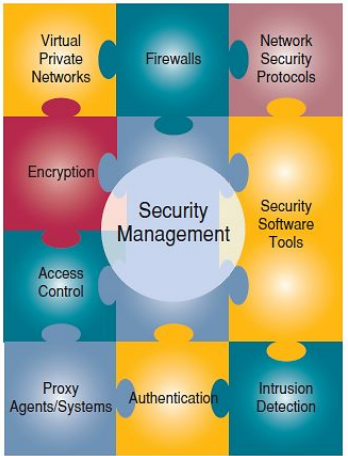 Virtual
Private
Networks
Firewalls
Network
Security
Protocols
Encryption
Security
Management
Security
Software
Tools
Access
Control
Proxy
Agents/Systems
Authentication
Intrusion
Detection